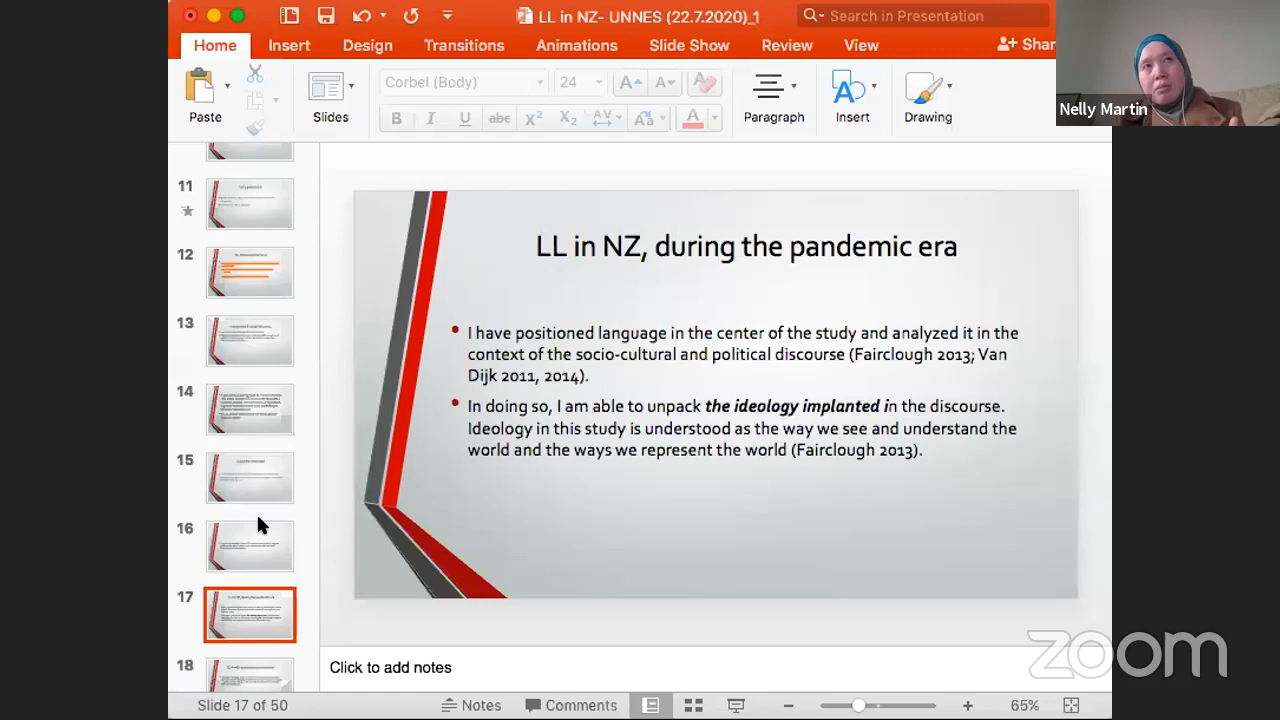 LL in NZ- UNNES (22.7.2020)_1
Search in Presentation
Home Insert Design Transitions Animations Slide Show Review View Shar
Corbel (Body) 24
Paste Slides B I U abc X² X₂ AV Aa A Paragraph Insert Drawing
Nelly Martin
11
12
13
14
15
16
17
18
LL in NZ, during the pandemic era
• I have positioned language in the center of the study and analyzed it in the
context of the socio-cultural and political discourse (Fairclough 2013; Van
Dijk 2011, 2014).
• In doing so, I am able to unpack the ideology implanted in the discourse.
Ideology in this study is understood as the way we see and understand the
world and the ways we represent the world (Fairclough 2013).
Click to add notes
zoom
Slide 17 of 50 Notes Comments 65%